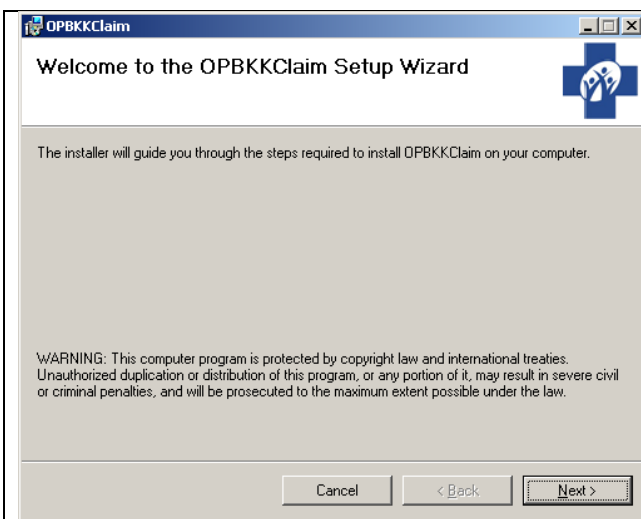 OPBKKClaim
Welcome to the OPBKKClaim Setup Wizard
The installer will guide you through the steps required to install OPBKKClaim on your computer.
WARNING: This computer program is protected by copyright law and international treaties.
Unauthorized duplication or distribution of this program, or any portion of it, may result in severe civil
or criminal penalties, and will be prosecuted to the maximum extent possible under the law.
Cancel < Back Next >